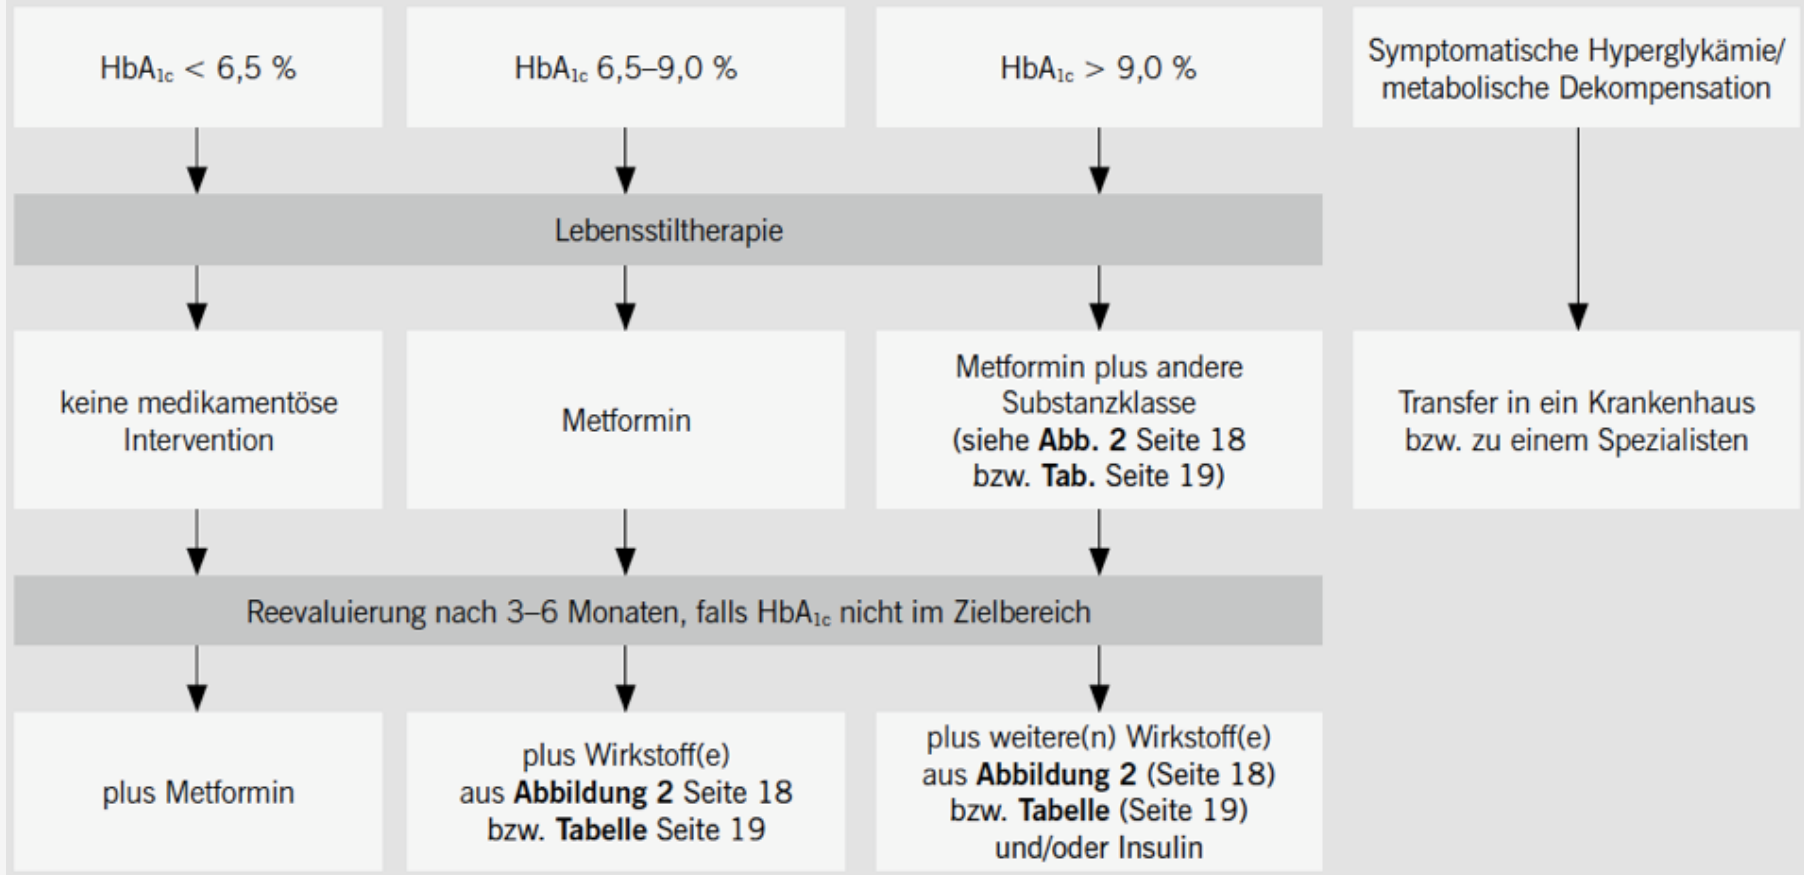 HbA1c < 6,5 %
HbA1c 6,5–9,0 %
HbA1c > 9,0 %
Symptomatische Hyperglykämie/
metabolische Dekompensation
Lebensstiltherapie
keine medikamentöse
Intervention
Metformin
Metformin plus andere
Substanzklasse
(siehe Abb. 2 Seite 18
bzw. Tab. Seite 19)
Transfer in ein Krankenhaus
bzw. zu einem Spezialisten
Reevaluierung nach 3–6 Monaten, falls HbA1c nicht im Zielbereich
plus Metformin
plus Wirkstoff(e)
aus Abbildung 2 Seite 18
bzw. Tabelle Seite 19
plus weitere(n) Wirkstoff(e)
aus Abbildung 2 (Seite 18)
bzw. Tabelle (Seite 19)
und/oder Insulin